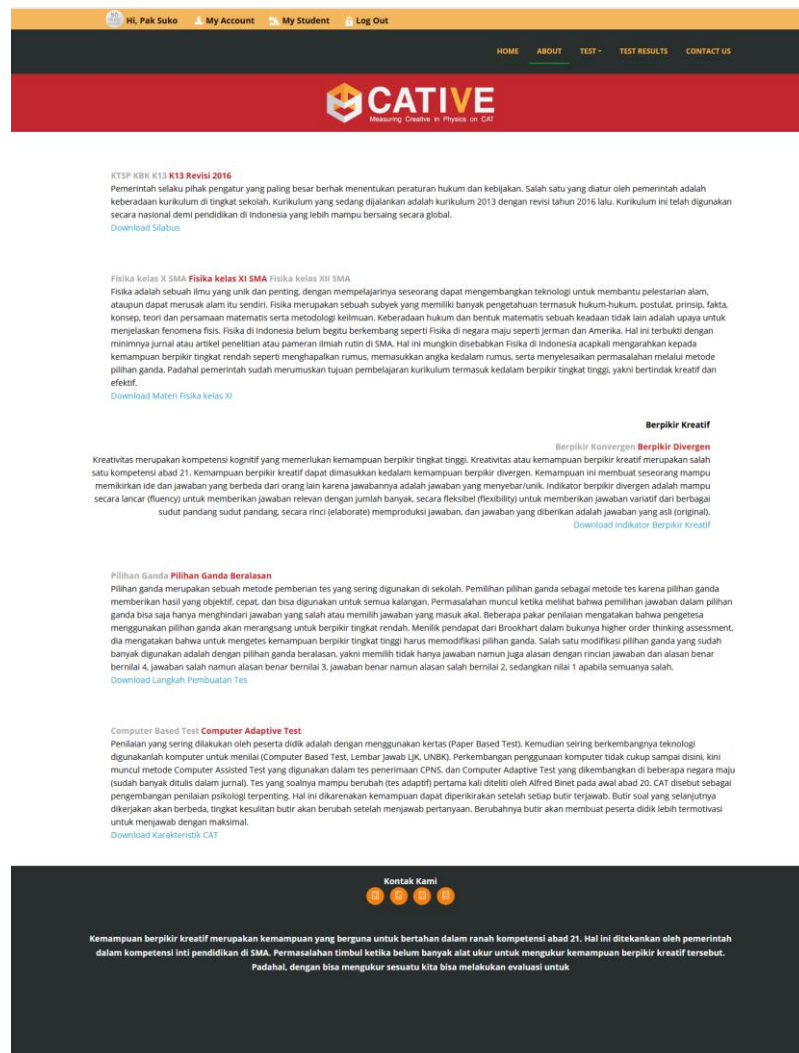 Hi, Pak Suko My Account My Student Log Out
HOME ABOUT TEST TEST RESULTS CONTACT US
CATIVE
Measuring Creative in Physics on CAT
KTSP KBK K13 K13 Revisi 2016
Pemerintah selaku pihak pengatur yang paling besar berhak menentukan peraturan hukum dan kebijakan. Salah satu yang diatur oleh pemerintah adalah
keberadaan kurikulum di tingkat sekolah. Kurikulum yang sedang dijalankan adalah kurikulum 2013 dengan revisi tahun 2016 lalu. Kurikulum ini telah digunakan
secara nasional demi pendidikan di Indonesia yang lebih mampu bersaing secara global.
Download Silabus
Fisika kelas X SMA Fisika kelas XI SMA Fisika kelas XII SMA
Fisika adalah sebuah ilmu yang unik dan penting, dengan mempelajarinya seseorang dapat mengembangkan teknologi untuk membantu pelestarian alam,
ataupun dapat merusak alam itu sendiri. Fisika merupakan sebuah subyek yang memiliki banyak pengetahuan termasuk hukum-hukum, postulat, prinsip, fakta,
konsep, teori dan persamaan matematis serta metodologi keilmuan. Keberadaan hukum dan bentuk matematis sebuah keadaan tidak lain adalah upaya untuk
menjelaskan fenomena fisis. Fisika di Indonesia belum begitu berkembang seperti Fisika di negara maju seperti Jerman dan Amerika. Hal ini terbukti dengan
minimnya jurnal atau artikel penelitian atau pameran ilmiah rutin di SMA. Hal ini mungkin disebabkan Fisika di Indonesia acapkali mengarahkan kepada
kemampuan berpikir tingkat rendah seperti menghapalkan rumus, memasukkan angka kedalam rumus, serta menyelesaikan permasalahan melalui metode
pilihan ganda. Padahal pemerintah sudah merumuskan tujuan pembelajaran kurikulum termasuk kedalam berpikir tingkat tinggi, yakni bertindak kreatif dan
efektif.
Download Materi Fisika kelas XI
Berpikir Kreatif
Berpikir Konvergen Berpikir Divergen
Kreativitas merupakan kompetensi kognitif yang memerlukan kemampuan berpikir tingkat tinggi. Kreativitas atau kemampuan berpikir kreatif merupakan salah
satu kompetensi abad 21. Kemampuan berpikir kreatif dapat dimasukkan kedalam kemampuan berpikir divergen. Kemampuan ini membuat seseorang mampu
memikirkan ide dan jawaban yang berbeda dari orang lain karena jawabannya adalah jawaban yang menyebar/unik. Indikator berpikir divergen adalah mampu
secara lancar (fluency) untuk memberikan jawaban relevan dengan jumlah banyak, secara fleksibel (flexibility) untuk memberikan jawaban variatif dari berbagai
sudut pandang sudut pandang, secara rinci (elaborate) memproduksi jawaban, dan jawaban yang diberikan adalah jawaban yang asli (original).
Download Indikator Berpikir Kreatif
Pilihan Ganda Pilihan Ganda Beralasan
Pilihan ganda merupakan sebuah metode pemberian tes yang sering digunakan di sekolah. Pemilihan pilihan ganda sebagai metode tes karena pilihan ganda
memberikan hasil yang objektif, cepat, dan bisa digunakan untuk semua kalangan. Permasalahan muncul ketika melihat bahwa pemilihan jawaban dalam pilihan
ganda bisa saja hanya menghindari jawaban yang salah atau memilih jawaban yang masuk akal. Beberapa pakar penilaian mengatakan bahwa pengetesa
menggunakan pilihan ganda akan merangsang untuk berpikir tingkat rendah. Menilik pendapat dari Brookhart dalam bukunya higher order thinking assessment,
dia mengatakan bahwa untuk mengetes kemampuan berpikir tingkat tinggi harus memodifikasi pilihan ganda. Salah satu modifikasi pilihan ganda yang sudah
banyak digunakan adalah dengan pilihan ganda beralasan, yakni memilih tidak hanya jawaban namun juga alasan dengan rincian jawaban dan alasan benar
bernilai 4, jawaban salah namun alasan benar bernilai 3, jawaban benar namun alasan salah bernilai 2, sedangkan nilai 1 apabila semuanya salah.
Download Langkah Pembuatan Tes
Computer Based Test Computer Adaptive Test
Penilaian yang sering dilakukan oleh peserta didik adalah dengan menggunakan kertas (Paper Based Test). Kemudian seiring berkembangnya teknologi
digunakanlah komputer untuk menilai (Computer Based Test, Lembar Jawab LJK, UNBK). Perkembangan penggunaan komputer tidak cukup sampai disini, kini
muncul metode Computer Assisted Test yang digunakan dalam tes penerimaan CPNS, dan Computer Adaptive Test yang dikembangkan di beberapa negara maju
(sudah banyak ditulis dalam jurnal). Tes yang soalnya mampu berubah (tes adaptif) pertama kali diteliti oleh Alfred Binet pada awal abad 20. CAT disebut sebagai
pengembangan penilaian psikologi terpenting. Hal ini dikarenakan kemampuan dapat diperikirakan setelah setiap butir terjawab. Butir soal yang selanjutnya
dikerjakan akan berbeda, tingkat kesulitan butir akan berubah setelah menjawab pertanyaan. Berubahnya butir akan membuat peserta didik lebih termotivasi
untuk menjawab dengan maksimal.
Download Karakteristik CAT
Kontak Kami
Kemampuan berpikir kreatif merupakan kemampuan yang berguna untuk bertahan dalam ranah kompetensi abad 21. Hal ini ditekankan oleh pemerintah
dalam kompetensi inti pendidikan di SMA. Permasalahan timbul ketika belum banyak alat ukur untuk mengukur kemampuan berpikir kreatif tersebut.
Padahal, dengan bisa mengukur sesuatu kita bisa melakukan evaluasi untuk